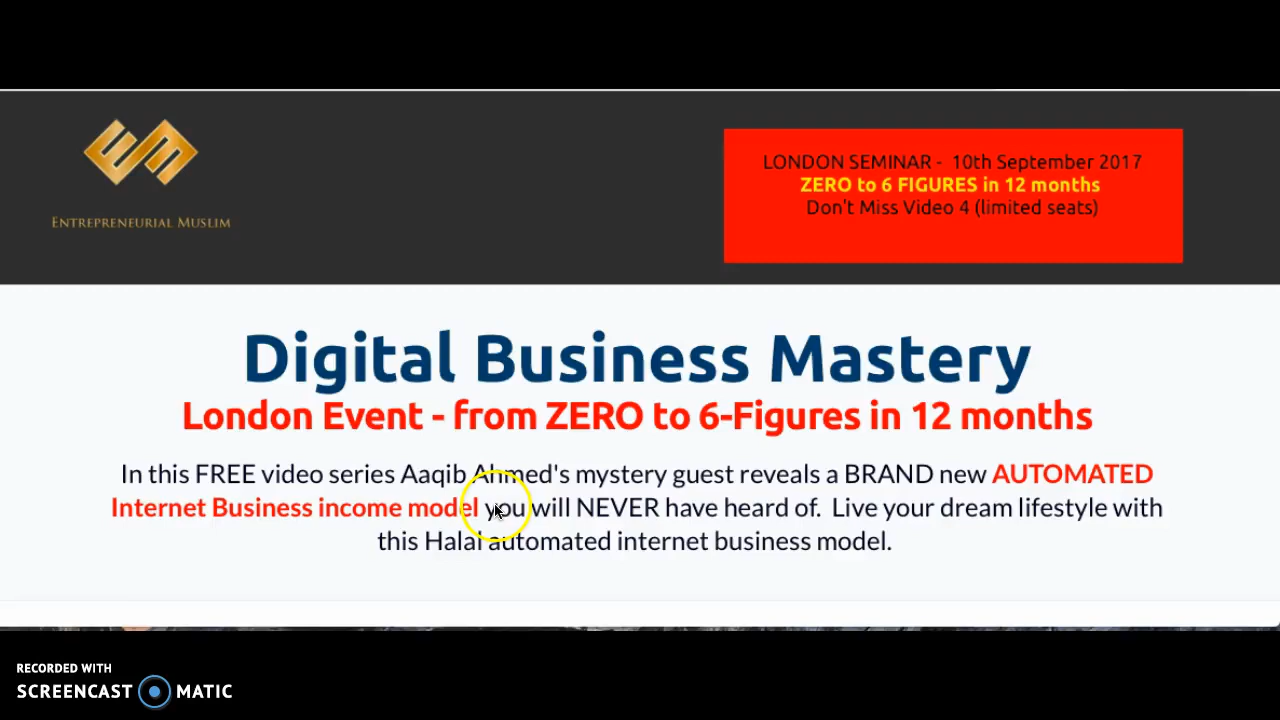 ENTREPRENEURIAL MUSLIM
LONDON SEMINAR - 10th September 2017
ZERO to 6 FIGURES in 12 months
Don't Miss Video 4 (limited seats)
Digital Business Mastery
London Event - from ZERO to 6-Figures in 12 months
In this FREE video series Aaqib Ahmed's mystery guest reveals a BRAND new AUTOMATED
Internet Business income model you will NEVER have heard of. Live your dream lifestyle with
this Halal automated internet business model.
RECORDED WITH
SCREENCAST MATIC